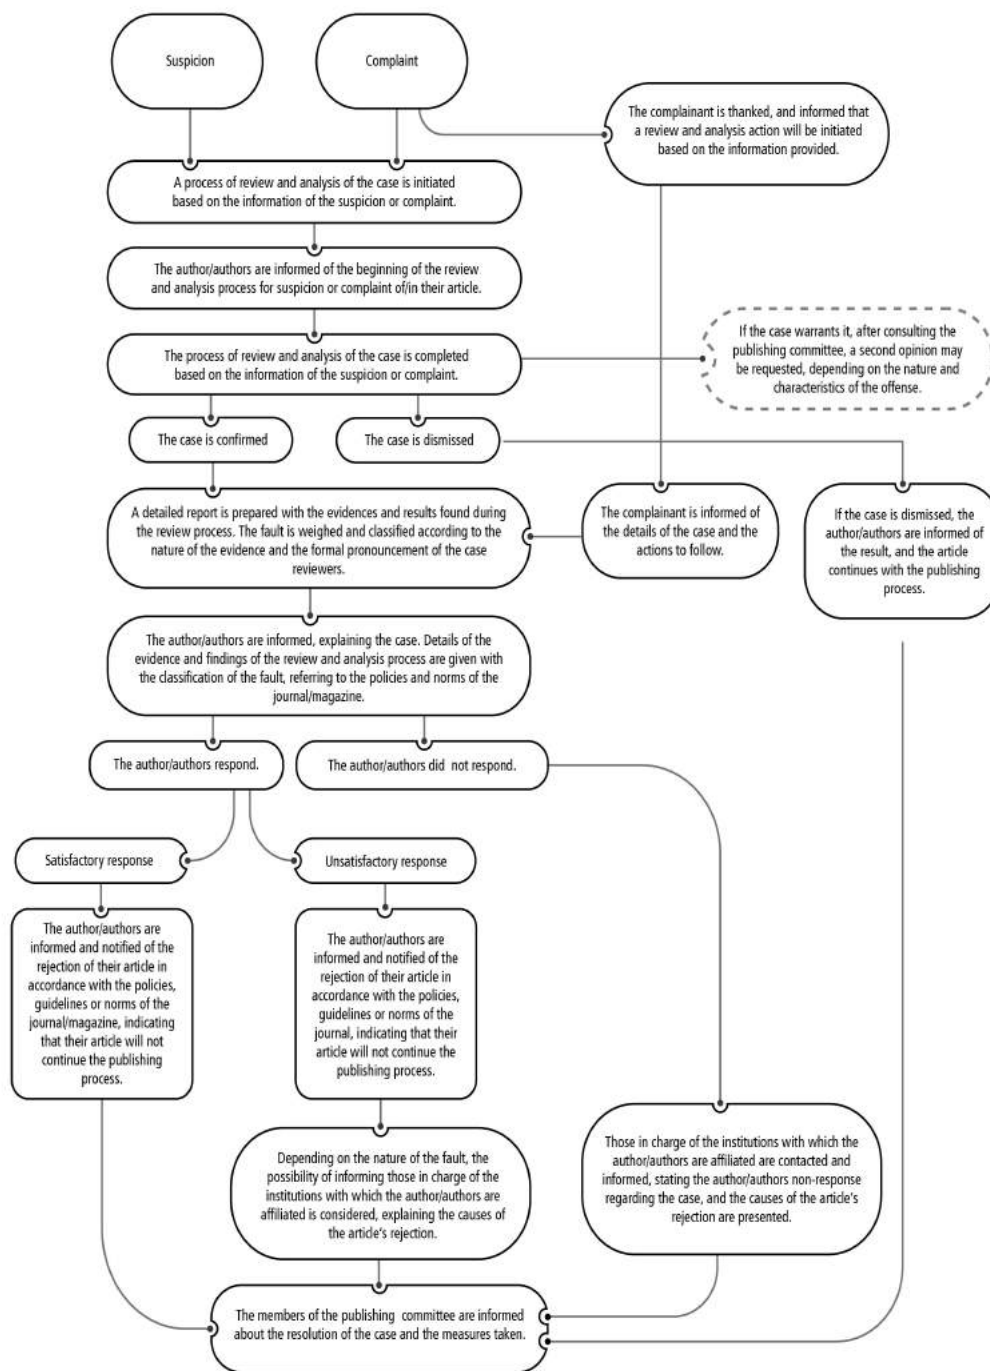 Suspicion
Complaint
The complainant is thanked, and informed that
a review and analysis action will be initiated
based on the information provided.
A process of review and analysis of the case is initiated
based on the information of the suspicion or complaint.
The author/authors are informed of the beginning of the review
and analysis process for suspicion or complaint of/in their article.
The process of review and analysis of the case is completed
based on the information of the suspicion or complaint.
If the case warrants it, after consulting the
publishing committee, a second opinion may
be requested, depending on the nature and
characteristics of the offense.
The case is confirmed
The case is dismissed
A detailed report is prepared with the evidences and results found during
the review process. The fault is weighed and classified according to the
nature of the evidence and the formal pronouncement of the case
reviewers.
The complainant is informed of
the details of the case and the
actions to follow.
If the case is dismissed, the
author/authors are informed of
the result, and the article
continues with the publishing
process.
The author/authors are informed, explaining the case. Details of the
evidence and findings of the review and analysis process are given with
the classification of the fault, referring to the policies and norms of the
journal/magazine.
The author/authors respond.
The author/authors did not respond.
Satisfactory response
Unsatisfactory response
The author/authors are
informed and notified of the
rejection of their article in
accordance with the policies,
guidelines or norms of the
journal/magazine, indicating
that their article will not
continue the publishing
process.
The author/authors are
informed and notified of the
rejection of their article in
accordance with the policies,
guidelines or norms of the
journal, indicating that their
article will not continue the
publishing process.
Depending on the nature of the fault, the
possibility of informing those in charge of the
institutions with which the author/authors are
affiliated is considered, explaining the causes of
the article's rejection.
Those in charge of the institutions with which the
author/authors are affiliated are contacted and
informed, stating the author/authors non-response
regarding the case, and the causes of the article's
rejection are presented.
The members of the publishing committee are informed
about the resolution of the case and the measures taken.